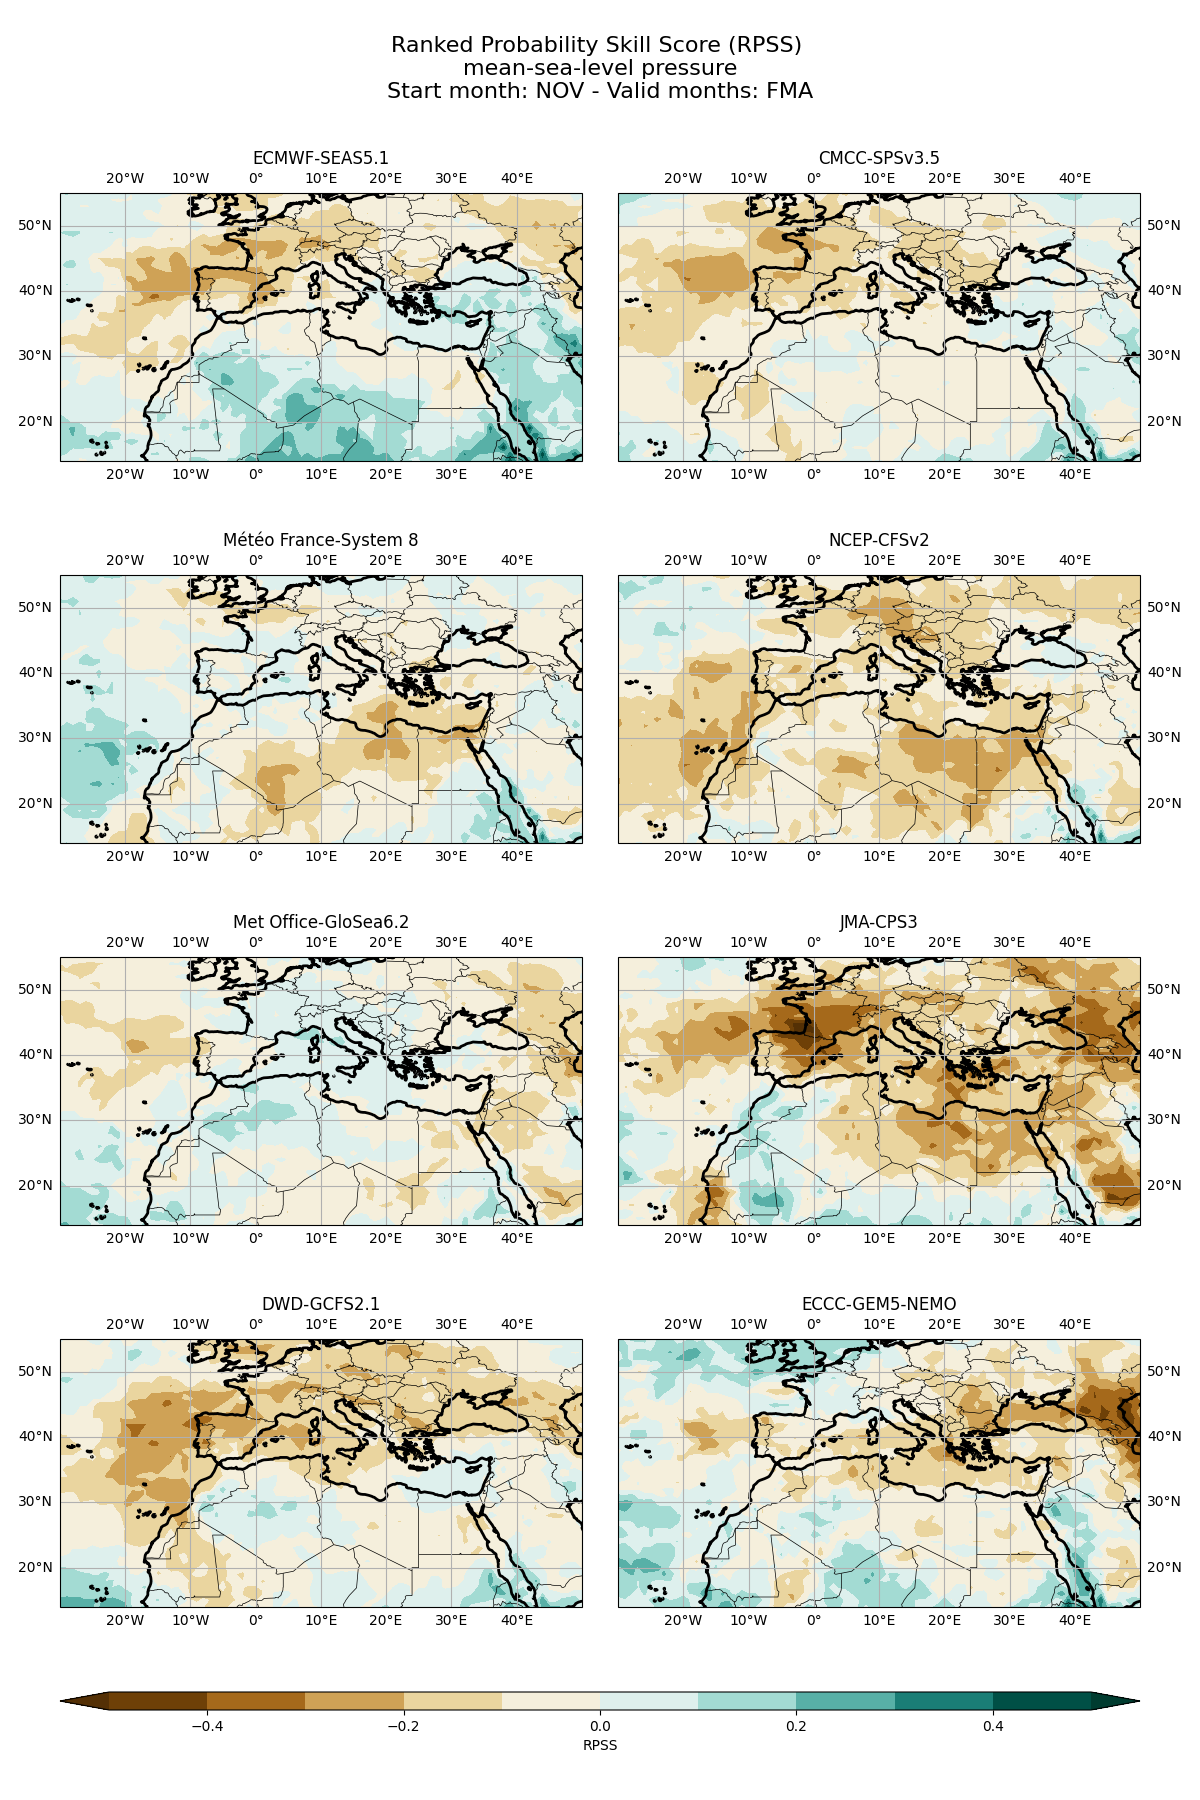 Ranked Probability Skill Score (RPSS)
mean-sea-level pressure
Start month: NOV - Valid months: FMA
ECMWF-SEAS5.1
CMCC-SPSv3.5
20°W 10°W 0° 10°E 20°E 30°E 40°E
20°W 10°W 0° 10°E 20°E 30°E 40°E
50°N
50°N
40°N
40°N
30°N
30°N
20°N
20°N
20°W 10°W 0° 10°E 20°E 30°E 40°E
20°W 10°W 0° 10°E 20°E 30°E 40°E
Météo France-System 8
NCEP-CFSv2
20°W 10°W 0° 10°E 20°E 30°E 40°E
20°W 10°W 0° 10°E 20°E 30°E 40°E
50°N
50°N
40°N
40°N
30°N
30°N
20°N
20°N
20°W 10°W 0° 10°E 20°E 30°E 40°E
20°W 10°W 0° 10°E 20°E 30°E 40°E
Met Office-GloSea6.2
JMA-CPS3
20°W 10°W 0° 10°E 20°E 30°E 40°E
20°W 10°W 0° 10°E 20°E 30°E 40°E
50°N
50°N
40°N
40°N
30°N
30°N
20°N
20°N
20°W 10°W 0° 10°E 20°E 30°E 40°E
20°W 10°W 0° 10°E 20°E 30°E 40°E
DWD-GCFS2.1
ECCC-GEM5-NEMO
20°W 10°W 0° 10°E 20°E 30°E 40°E
20°W 10°W 0° 10°E 20°E 30°E 40°E
50°N
50°N
40°N
40°N
30°N
30°N
20°N
20°N
20°W 10°W 0° 10°E 20°E 30°E 40°E
20°W 10°W 0° 10°E 20°E 30°E 40°E
−0.4 −0.2 0.0 0.2 0.4
RPSS